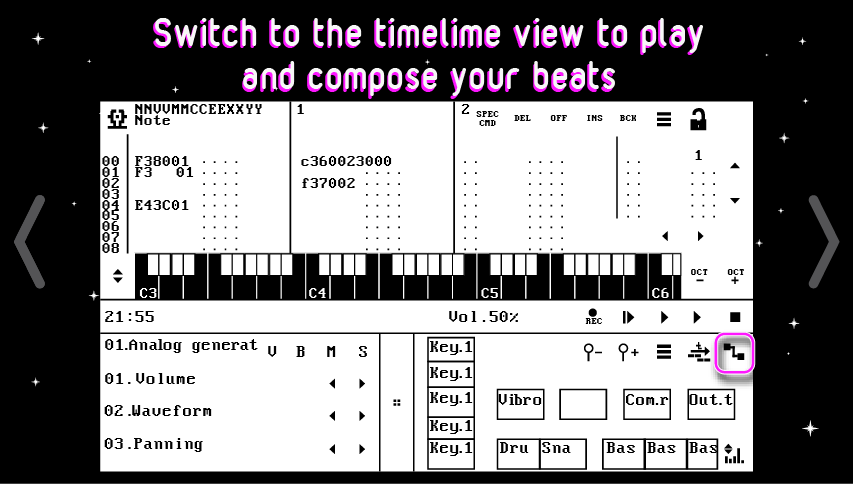 Switch to the timelime view to play
and compose your beats
NNVVMMCCEEXXYY
Note
1
2
SPEC
CMD
DEL
OFF
INS
BCK
1
00 F38001 c360023000
01 F3 01
02 f37002
03
04 E43C01
05
06
07
08
C3 C4 C5 C6
OCT
-
OCT
+
21:55 Vol.50% REC
01.Analog generat V B M S
01.Volume
02.Waveform
03.Panning
Key.1
Key.1
Key.1
Key.1
Key.1
Vibro Com.r Out.t
Dru Sna Bas Bas Bas